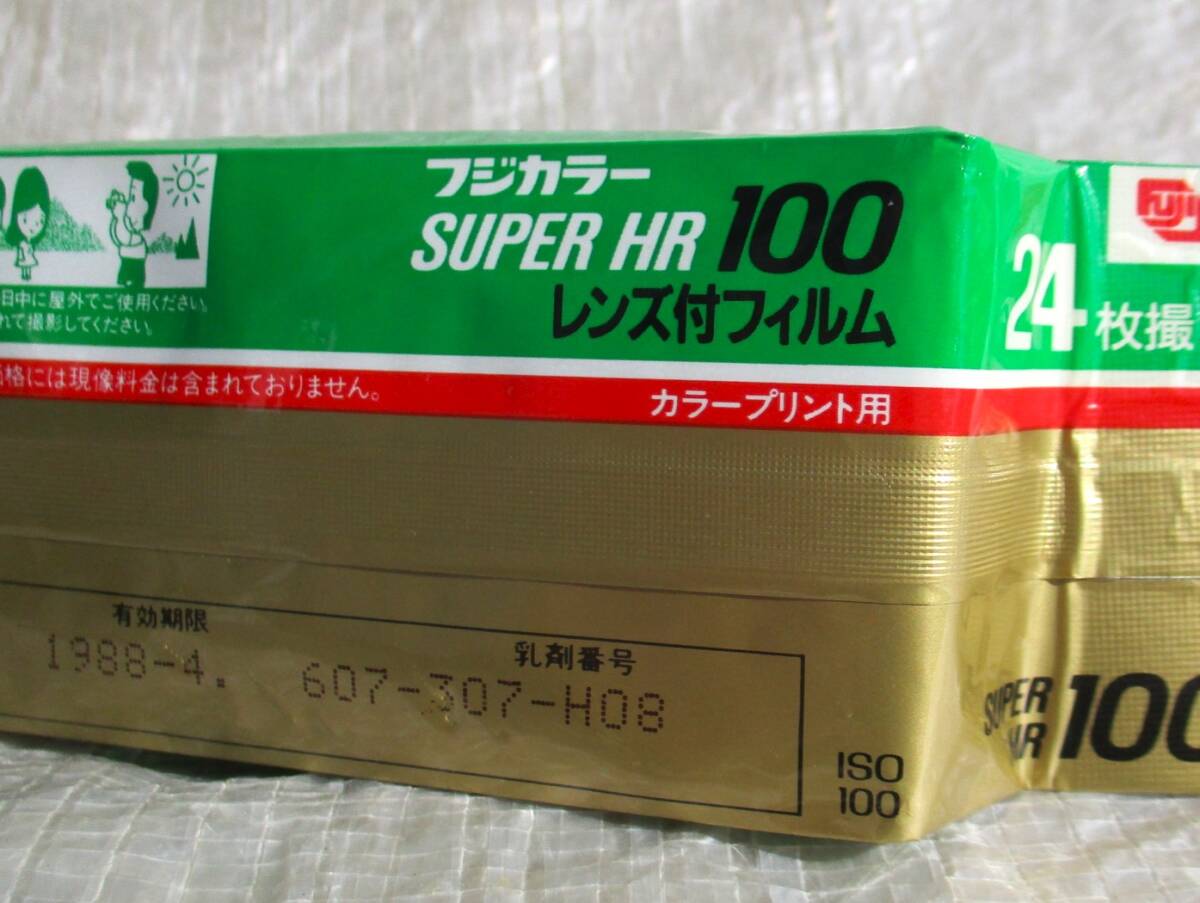 フジカラー
SUPER HR 100
レンズ付フィルム
日中に屋外でご使用ください。
れて撮影してください。
価格には現像料金は含まれておりません。
カラープリント用
有効期限
1988-4.
乳剤番号
607-307-H08
ISO
100
Fuji
24枚撮
SUPER
HR 100